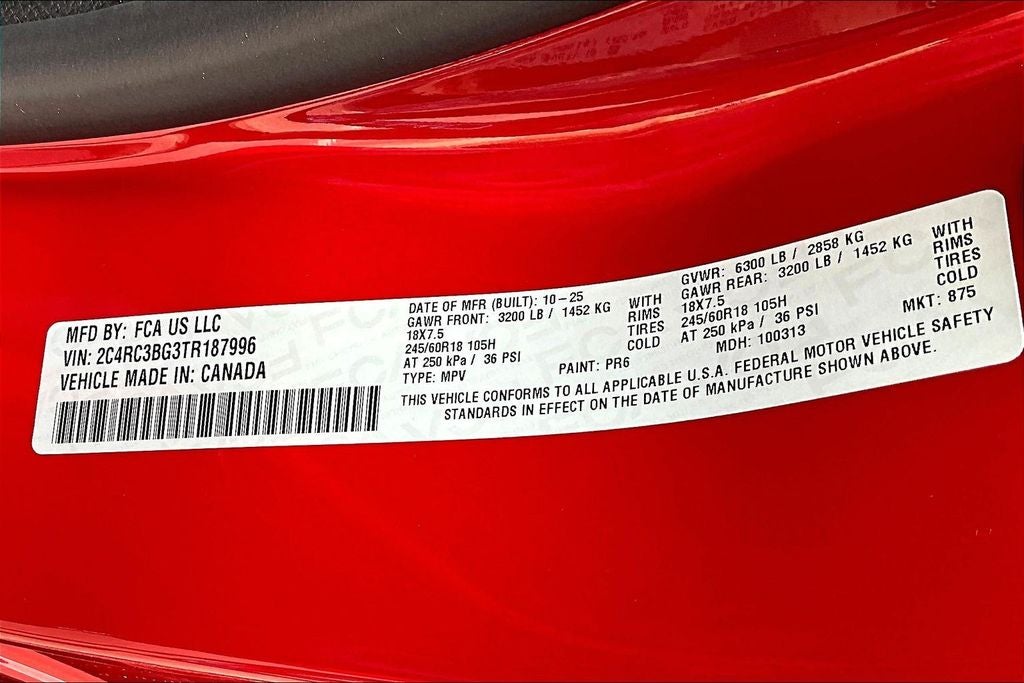 MFD BY: FCA US LLC
VIN: 2C4RC3BG3TR187996
VEHICLE MADE IN: CANADA
DATE OF MFR (BUILT): 10-25
GAWR FRONT: 3200 LB / 1452 KG WITH
18X7.5 RIMS
245/60R18 105H TIRES
AT 250 kPa / 36 PSI COLD
TYPE: MPV PAINT: PR6
GVWR: 6300 LB / 2858 KG
GAWR REAR: 3200 LB / 1452 KG WITH
18X7.5 RIMS
245/60R18 105H TIRES
AT 250 kPa / 36 PSI COLD
MDH: 100313 MKT: 875
THIS VEHICLE CONFORMS TO ALL APPLICABLE U.S.A. FEDERAL MOTOR VEHICLE SAFETY
STANDARDS IN EFFECT ON THE DATE OF MANUFACTURE SHOWN ABOVE.